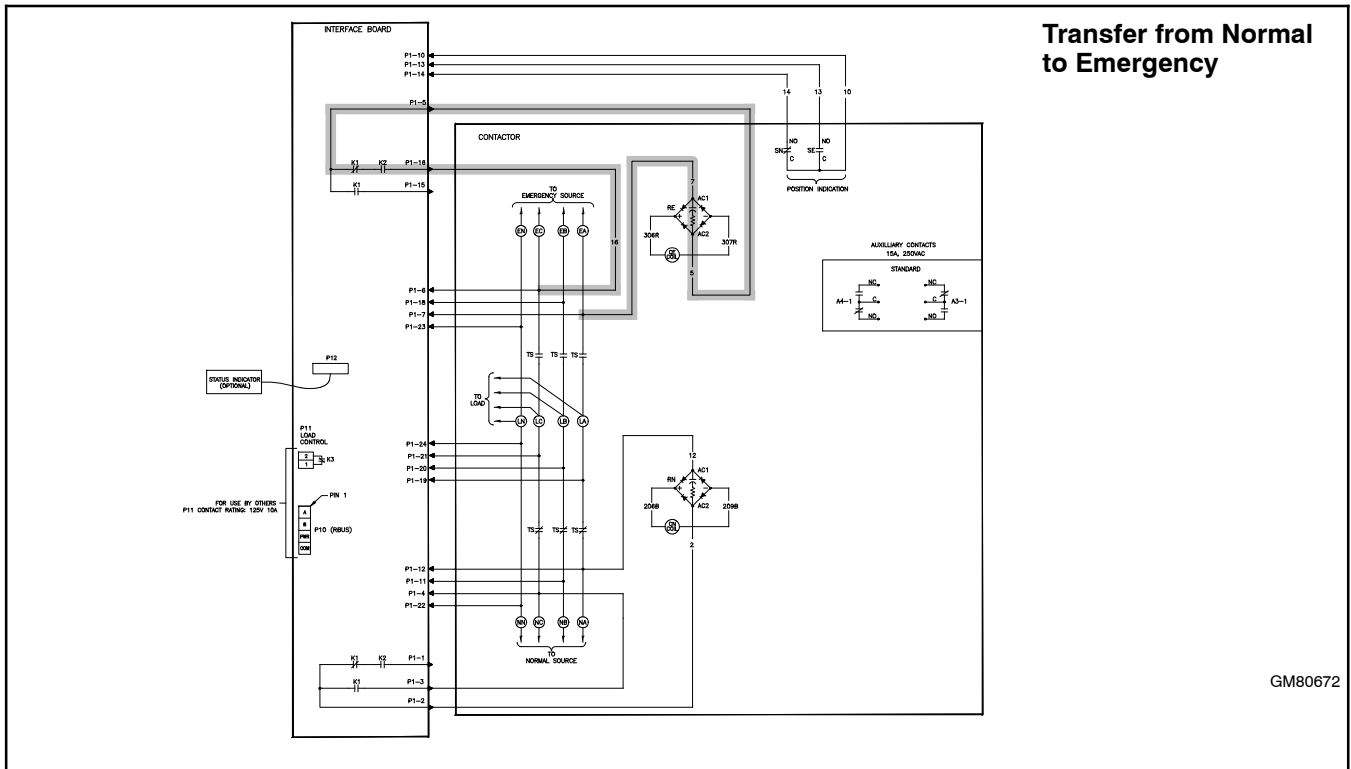 Transfer from Normal
to Emergency
INTERFACE BOARD
P1-10
P1-13
P1-14
14
13
10
P1-5
CONTACTOR
NO
NO
SN
SE
C
C
POSITION INDICATION
K1
K2
P1-16
K1
P1-15
TO
EMERGENCY SOURCE
7
AC1
RE
EN
EC
EB
EA
16
306R
307R
AC2
COIL
5
AUXILLIARY CONTACTS
15A, 250VAC
STANDARD
NC
NC
A4-1
C
C
A3-1
NO
NO
P1-6
P1-18
P1-7
P1-23
TS
TS
TS
P12
STATUS INDICATOR
(OPTIONAL)
TO
LOAD
LN
LC
LB
LA
P11
LOAD
CONTROL
2
1
K3
P1-24
P1-21
P1-20
P1-19
12
AC1
RN
206B
209B
AC2
COIL
2
PIN 1
FOR USE BY OTHERS
P11 CONTACT RATING: 125V 10A
A
B
PWR
COM
P10 (RBUS)
TS
TS
TS
P1-12
P1-11
P1-4
P1-22
NN
NC
NB
NA
TO
NORMAL SOURCE
K1
K2
P1-1
K1
P1-3
P1-2
GM80672